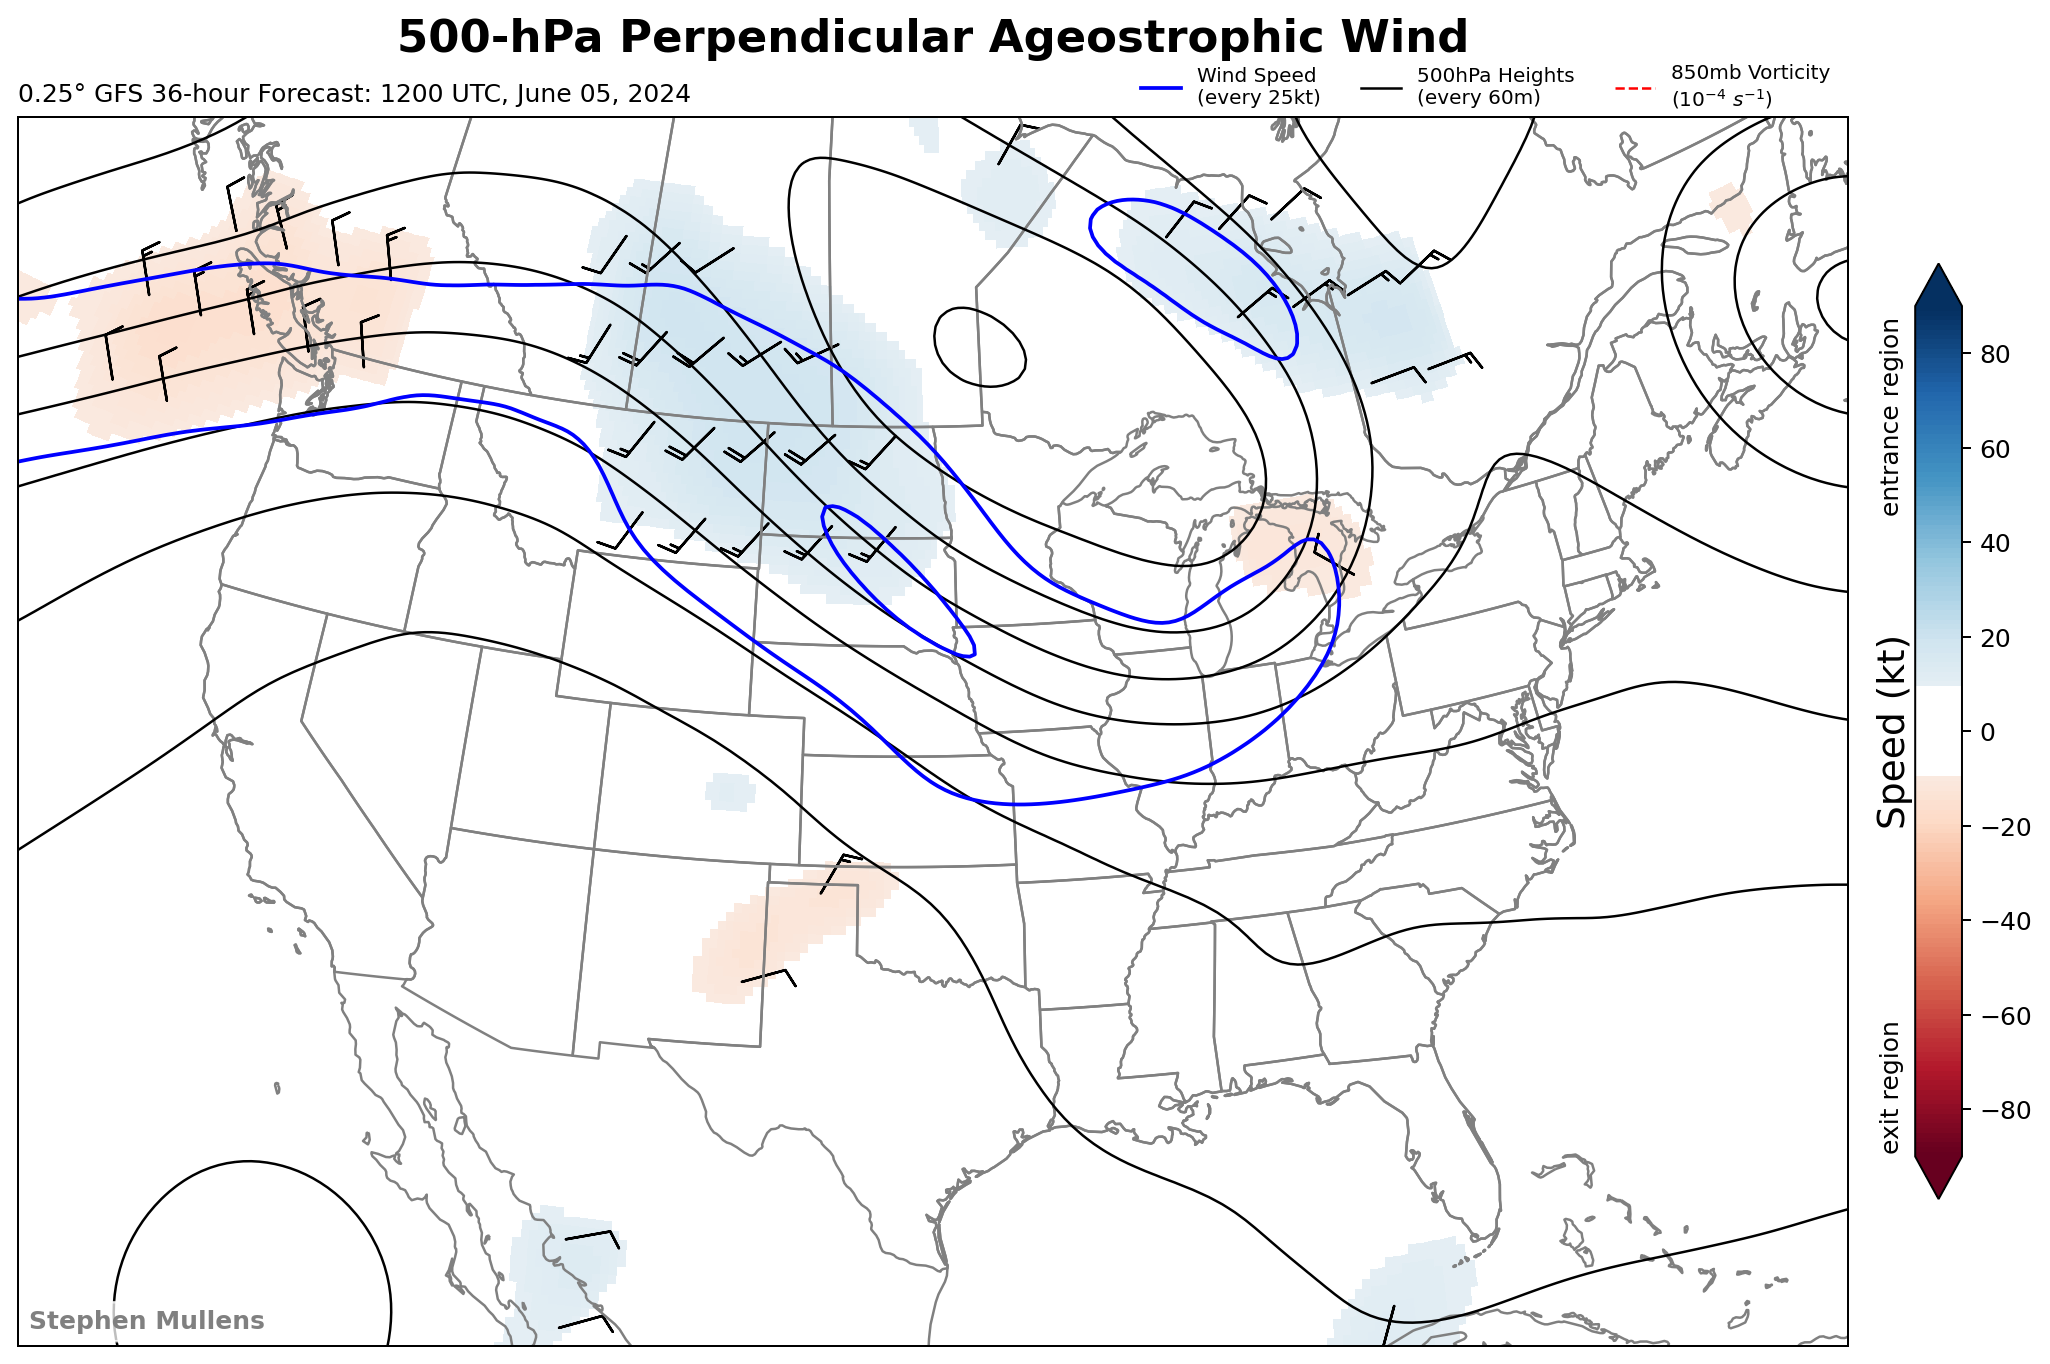 500-hPa Perpendicular Ageostrophic Wind
0.25° GFS 36-hour Forecast: 1200 UTC, June 05, 2024
Wind Speed
(every 25kt)
500hPa Heights
(every 60m)
850mb Vorticity
(10⁻⁴ s⁻¹)
entrance region
Speed (kt)
exit region
80
60
40
20
0
−20
−40
−60
−80
Stephen Mullens